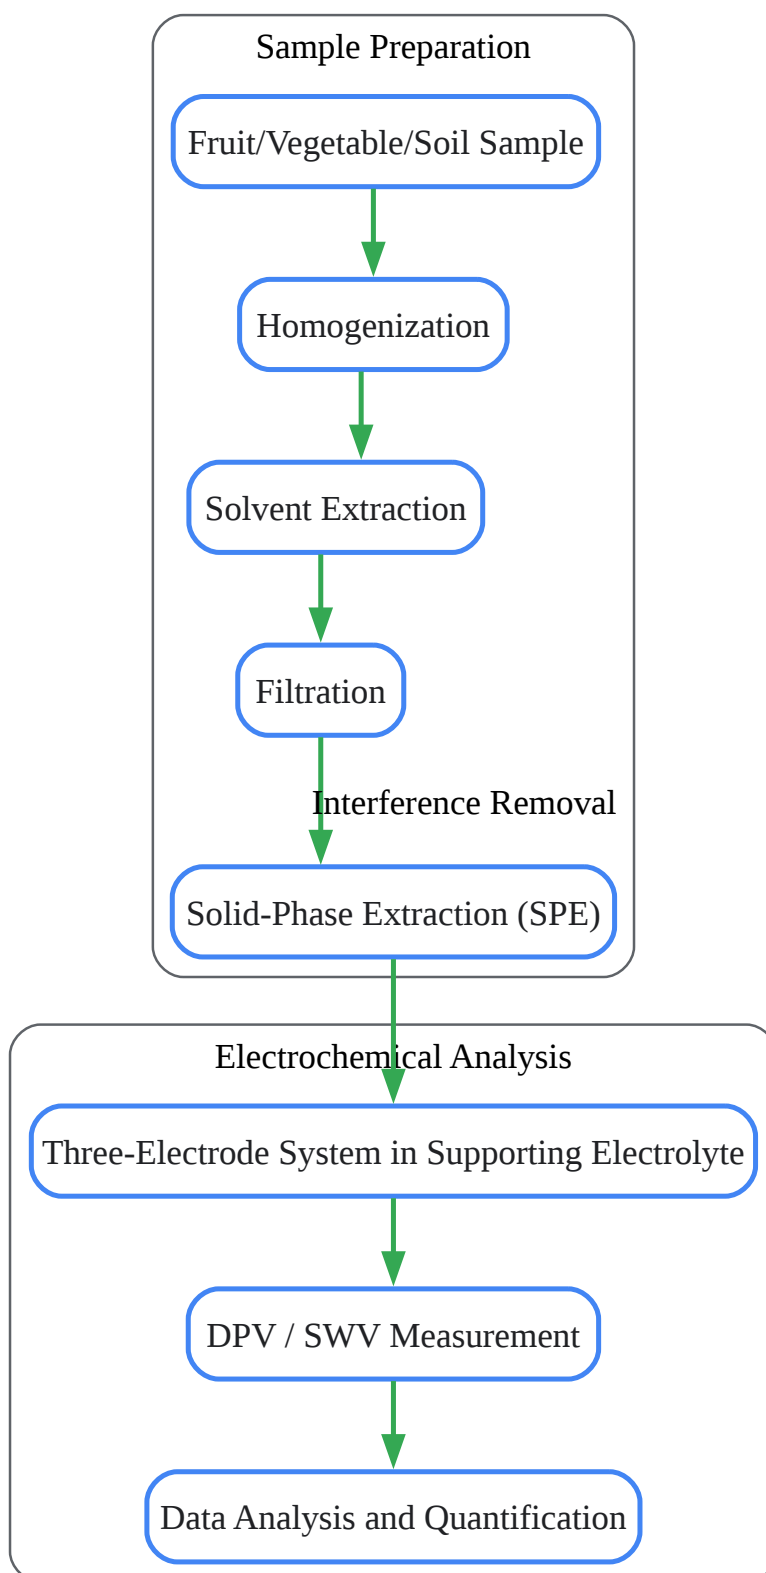 Sample Preparation
Fruit/Vegetable/Soil Sample
Homogenization
Solvent Extraction
Filtration
Interference Removal
Solid-Phase Extraction (SPE)
Electrochemical Analysis
Three-Electrode System in Supporting Electrolyte
DPV / SWV Measurement
Data Analysis and Quantification